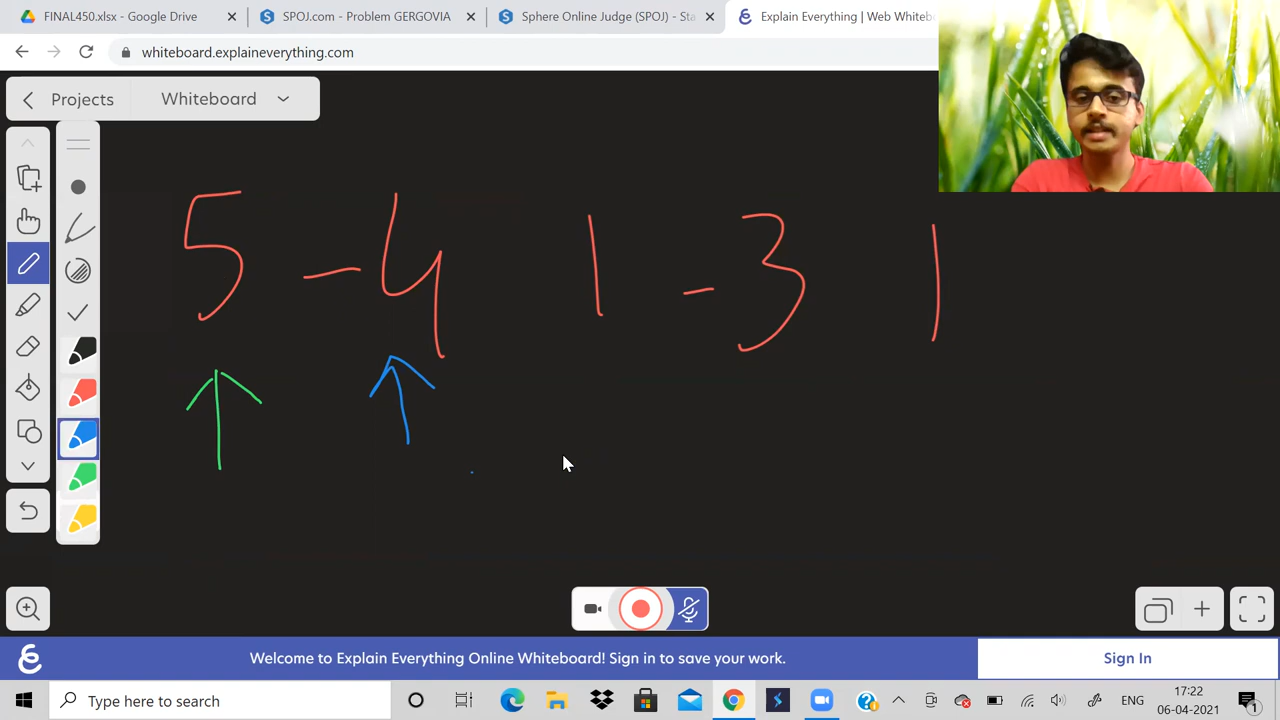 FINAL450.xlsx - Google Drive
SPOJ.com - Problem GERGOVIA
Sphere Online Judge (SPOJ) - Sta
Explain Everything | Web Whitebo
whiteboard.explaineverything.com
Projects
Whiteboard
5 -4 1 -3 1
Welcome to Explain Everything Online Whiteboard! Sign in to save your work.
Sign In
Type here to search
ENG
17:22
06-04-2021
1